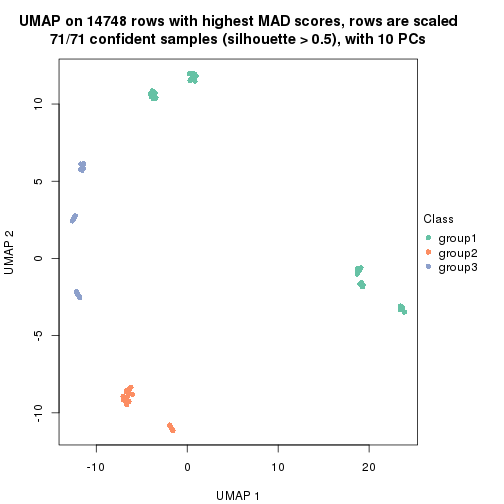 UMAP on 14748 rows with highest MAD scores, rows are scaled
71/71 confident samples (silhouette > 0.5), with 10 PCs
10
5
0
-5
-10
UMAP 2
-10
0
10
20
UMAP 1
Class
group1
group2
group3